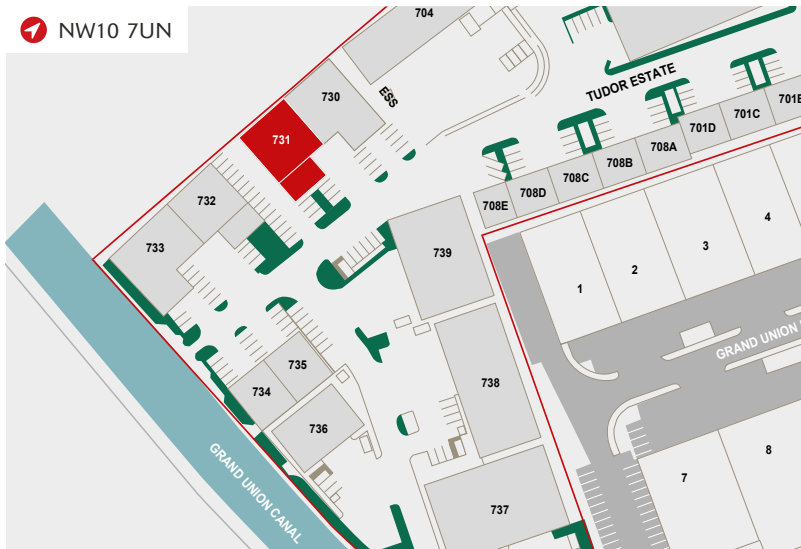 NW10 7UN
704
730
ESS
731
TUDOR ESTATE
701E
701C
701D
708A
708B
708C
708D
708E
732
733
739
4
3
2
1
GRAND UNION
735
734
738
736
8
7
GRAND UNION CANAL
737